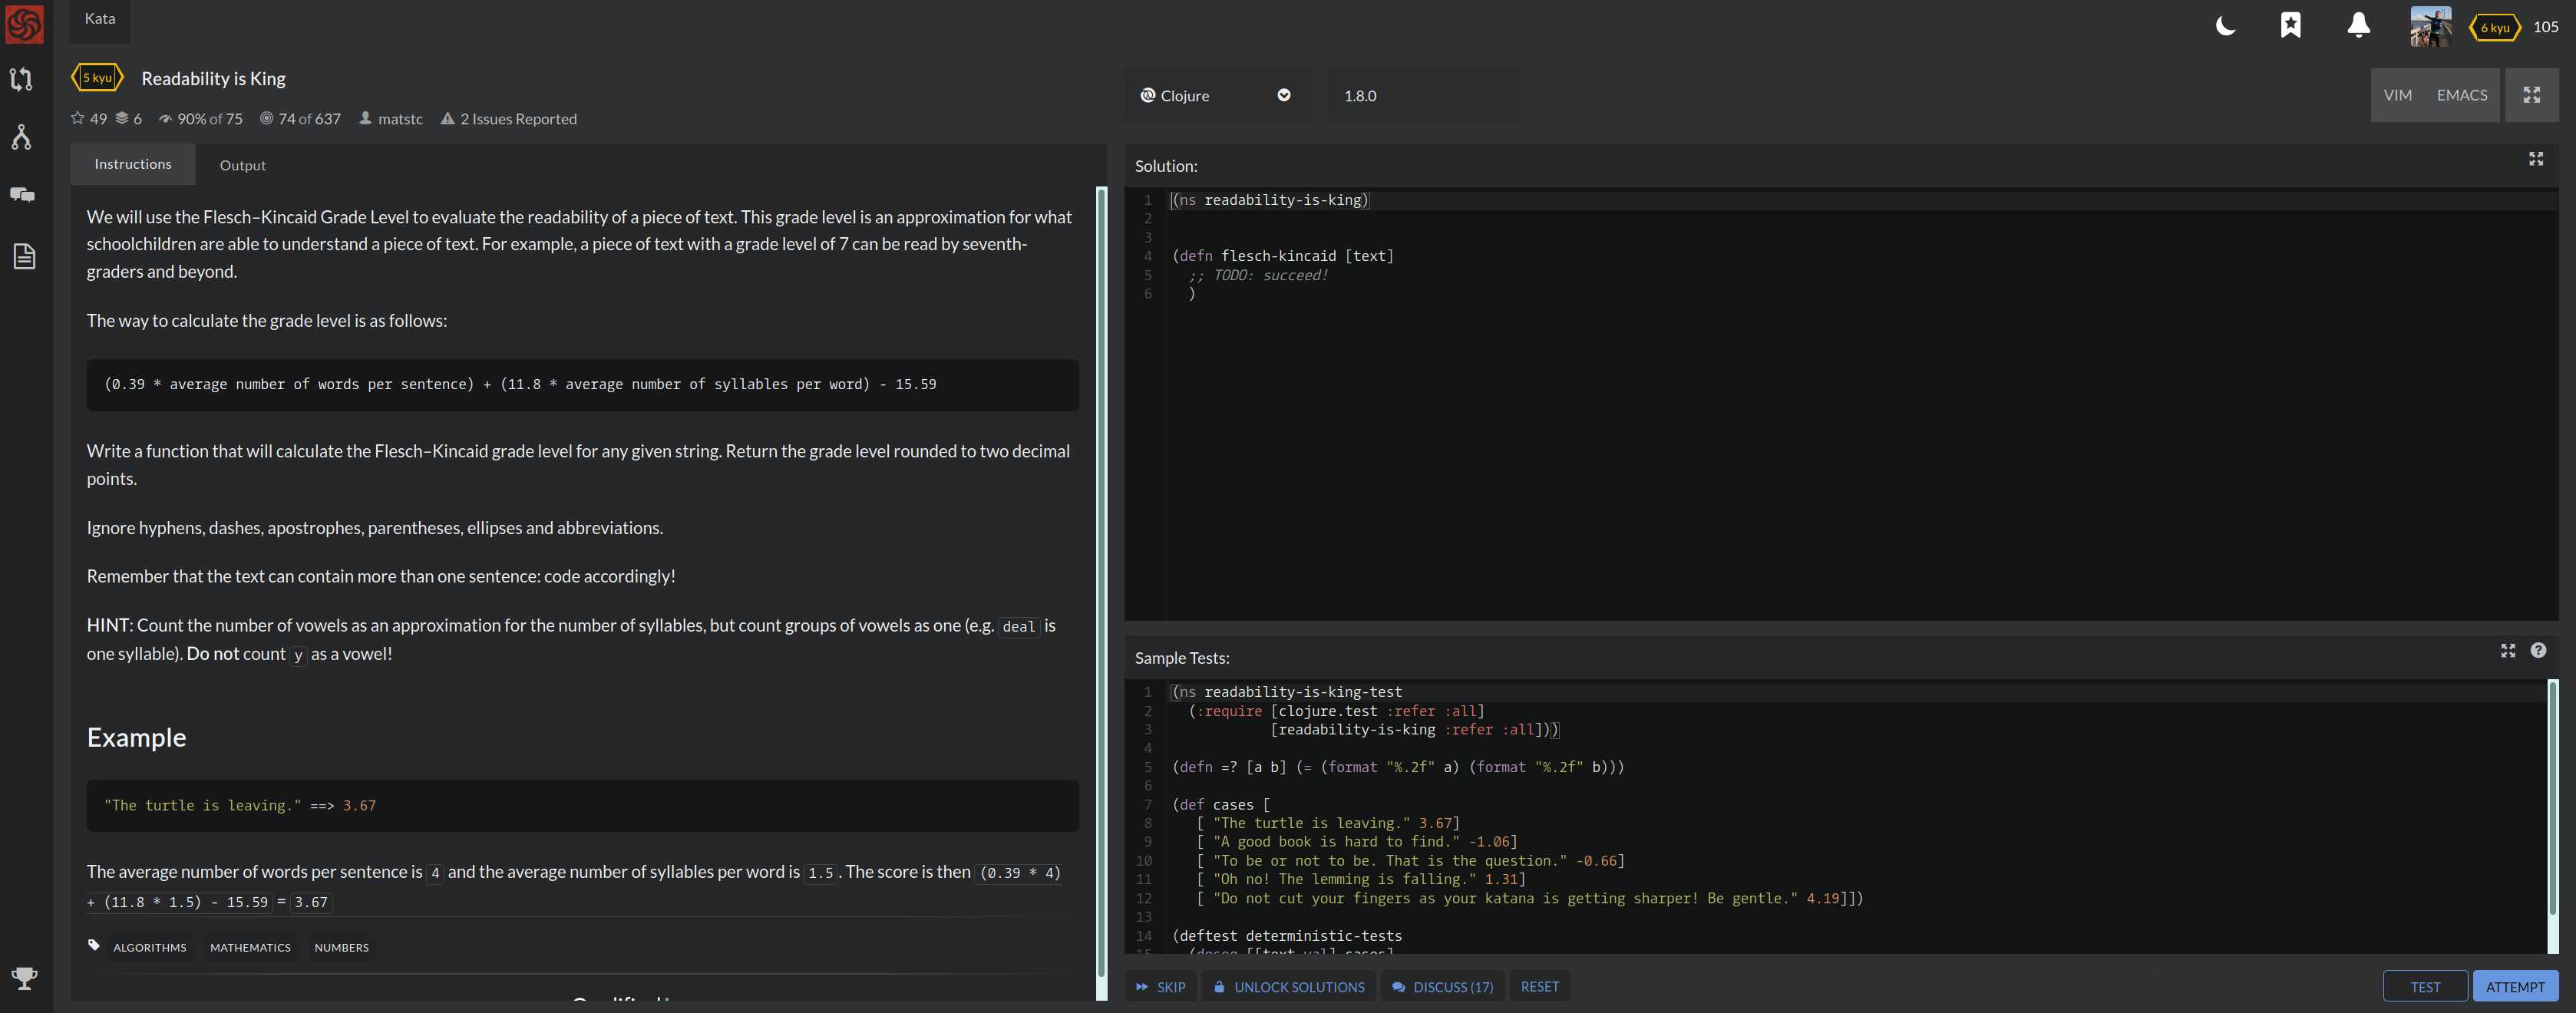 Kata
6 kyu 105
5 kyu Readability is King
49 6 90% of 75 74 of 637 matstc 2 Issues Reported
Clojure 1.8.0
VIM EMACS
Instructions Output
We will use the Flesch–Kincaid Grade Level to evaluate the readability of a piece of text. This grade level is an approximation for what
schoolchildren are able to understand a piece of text. For example, a piece of text with a grade level of 7 can be read by seventh-
graders and beyond.
The way to calculate the grade level is as follows:
(0.39 * average number of words per sentence) + (11.8 * average number of syllables per word) - 15.59
Write a function that will calculate the Flesch–Kincaid grade level for any given string. Return the grade level rounded to two decimal
points.
Ignore hyphens, dashes, apostrophes, parentheses, ellipses and abbreviations.
Remember that the text can contain more than one sentence: code accordingly!
HINT: Count the number of vowels as an approximation for the number of syllables, but count groups of vowels as one (e.g. deal is
one syllable). Do not count y as a vowel!
Example
"The turtle is leaving." ==> 3.67
The average number of words per sentence is 4 and the average number of syllables per word is 1.5. The score is then (0.39 * 4)
+ (11.8 * 1.5) - 15.59 = 3.67
ALGORITHMS MATHEMATICS NUMBERS
Solution:
1 (ns readability-is-king)
2
3
4 (defn flesch-kincaid [text]
5 ;; TODO: succeed!
6 )
Sample Tests:
1 (ns readability-is-king-test
2 (:require [clojure.test :refer :all]
3 [readability-is-king :refer :all]))
4
5 (defn =? [a b] (= (format "%.2f" a) (format "%.2f" b)))
6
7 (def cases [
8 [ "The turtle is leaving." 3.67]
9 [ "A good book is hard to find." -1.06]
10 [ "To be or not to be. That is the question." -0.66]
11 [ "Oh no! The lemming is falling." 1.31]
12 [ "Do not cut your fingers as your katana is getting sharper! Be gentle." 4.19]])
13
14 (deftest deterministic-tests
SKIP UNLOCK SOLUTIONS DISCUSS (17) RESET
TEST ATTEMPT